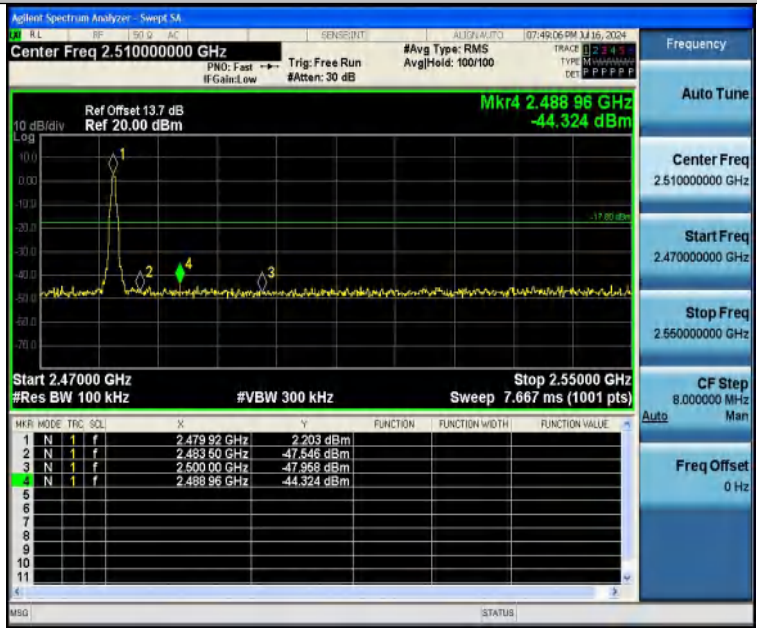 Agilent Spectrum Analyzer - Swept SA
RL RF 50 Ω AC SENSE:INT ALIGN AUTO 07:49:06 PM Jul 16, 2024
Center Freq 2.510000000 GHz
PNO: Fast
IFGain:Low
Trig: Free Run
#Atten: 30 dB
#Avg Type: RMS
Avg|Hold: 100/100
TRACE 1 2 3 4 5 6
TYPE M
DET P P P P P P
Frequency
Auto Tune
Center Freq
2.510000000 GHz
Start Freq
2.470000000 GHz
Stop Freq
2.550000000 GHz
CF Step
8.000000 MHz
Auto Man
Freq Offset
0 Hz
Mkr4 2.488 96 GHz
-44.324 dBm
Ref Offset 13.7 dB
10 dB/div Ref 20.00 dBm
Log
10.0
0.00
-10.0
-20.0
-30.0
-40.0
-50.0
-60.0
-70.0
1
2
4
3
-17.80 dBm
Start 2.47000 GHz Stop 2.55000 GHz
#Res BW 100 kHz #VBW 300 kHz Sweep 7.667 ms (1001 pts)
MKR MODE TRC SCL X Y FUNCTION FUNCTION WIDTH FUNCTION VALUE
1 N 1 f 2.479 92 GHz 2.203 dBm
2 N 1 f 2.483 50 GHz -47.546 dBm
3 N 1 f 2.500 00 GHz -47.958 dBm
4 N 1 f 2.488 96 GHz -44.324 dBm
5
6
7
8
9
10
11
MSG STATUS